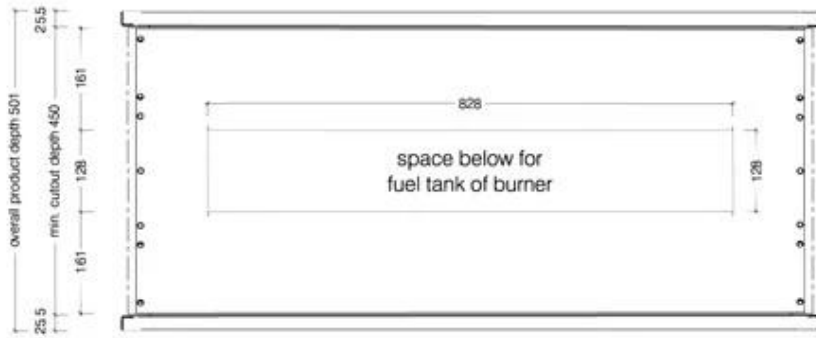 overall product depth 501
25.5
min. cutout depth 450
25.5
161
128
161
828
space below for
fuel tank of burner
128